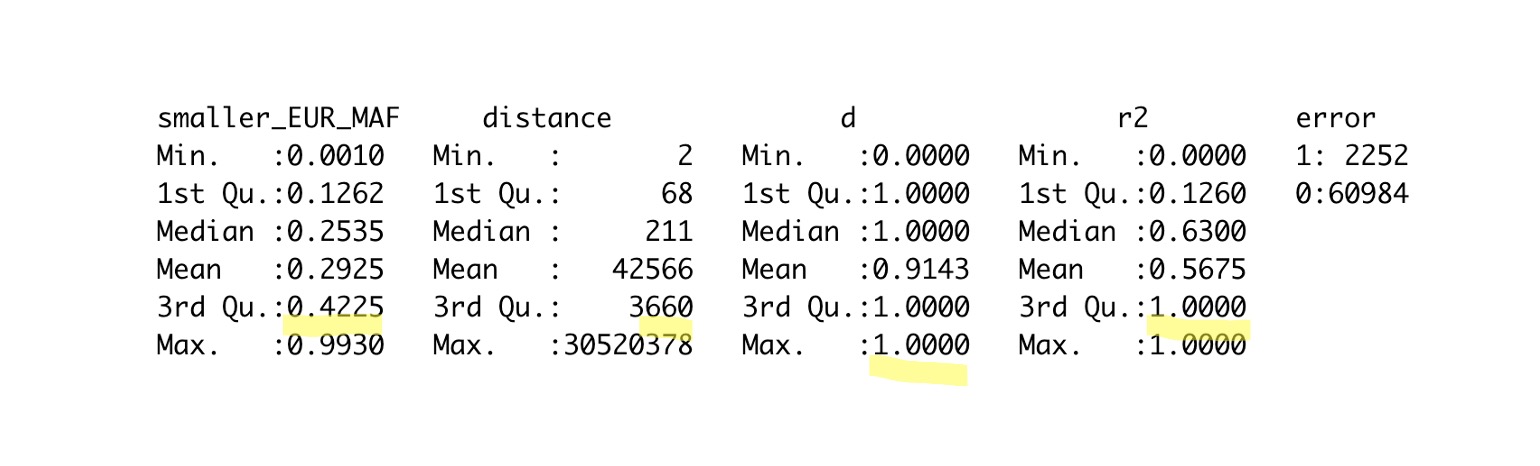 smaller_EUR_MAF distance d r2 error
Min. :0.0010 Min. : 2 Min. :0.0000 Min. :0.0000 1: 2252
1st Qu.:0.1262 1st Qu.: 68 1st Qu.:1.0000 1st Qu.:0.1260 0:60984
Median :0.2535 Median : 211 Median :1.0000 Median :0.6300
Mean :0.2925 Mean : 42566 Mean :0.9143 Mean :0.5675
3rd Qu.:0.4225 3rd Qu.: 3660 3rd Qu.:1.0000 3rd Qu.:1.0000
Max. :0.9930 Max. :30520378 Max. :1.0000 Max. :1.0000